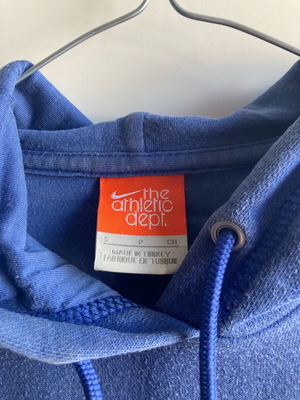 the
athletic
dept.
S P CH
MADE IN TURKEY
FABRIQUE EN TURQUIE